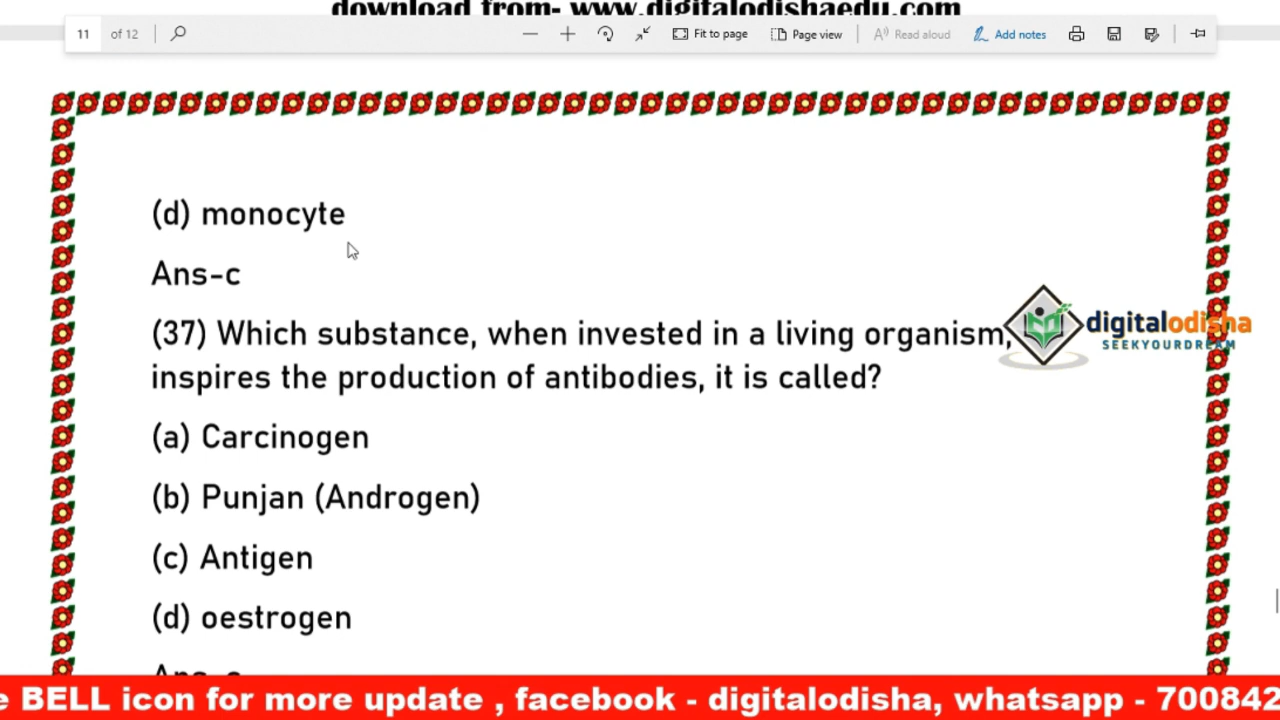 download from- www.digitalodishaedu.com
11 of 12
Fit to page
Page view
Read aloud
Add notes
(d) monocyte
Ans-c
(37) Which substance, when invested in a living organism,
inspires the production of antibodies, it is called?
(a) Carcinogen
(b) Punjan (Androgen)
(c) Antigen
(d) oestrogen
digitalodisha
SEEKYOURDREAM
e BELL icon for more update , facebook - digitalodisha, whatsapp - 700842